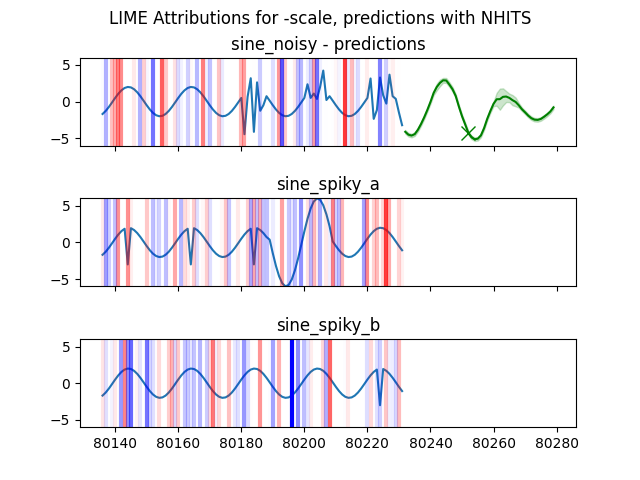 LIME Attributions for -scale, predictions with NHITS
sine_noisy - predictions
5
0
−5
sine_spiky_a
5
0
−5
sine_spiky_b
5
0
−5
80140 80160 80180 80200 80220 80240 80260 80280